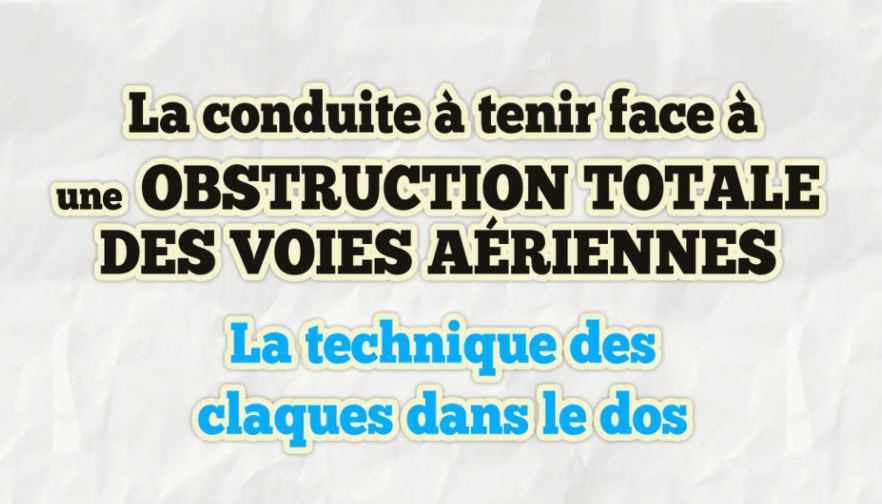 La conduite à tenir face à
une OBSTRUCTION TOTALE
DES VOIES AÉRIENNES
La technique des
claques dans le dos